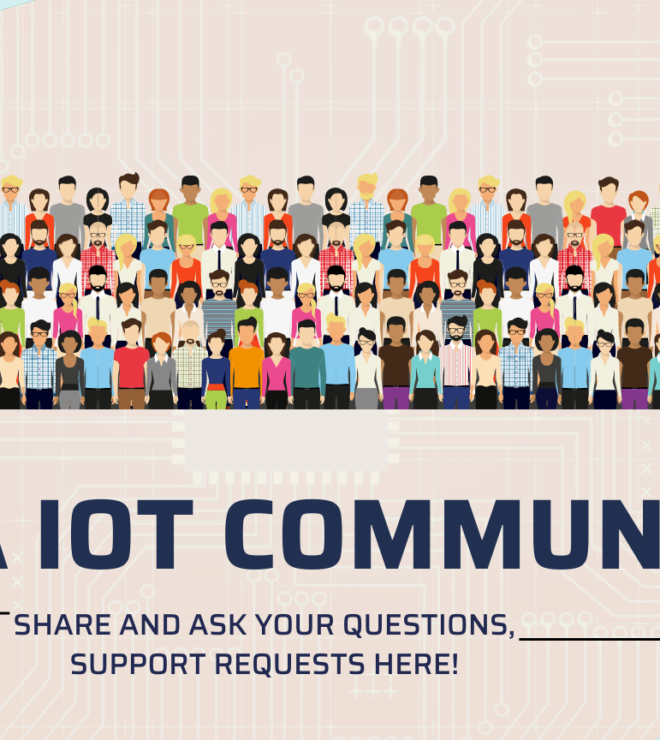 A IOT COMMUN
SHARE AND ASK YOUR QUESTIONS,
SUPPORT REQUESTS HERE!